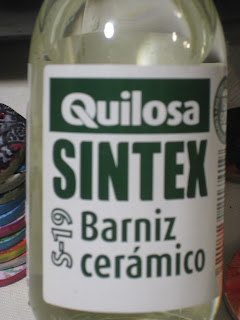 Quilosa
SINTEX
S-19
Barniz
cerámico